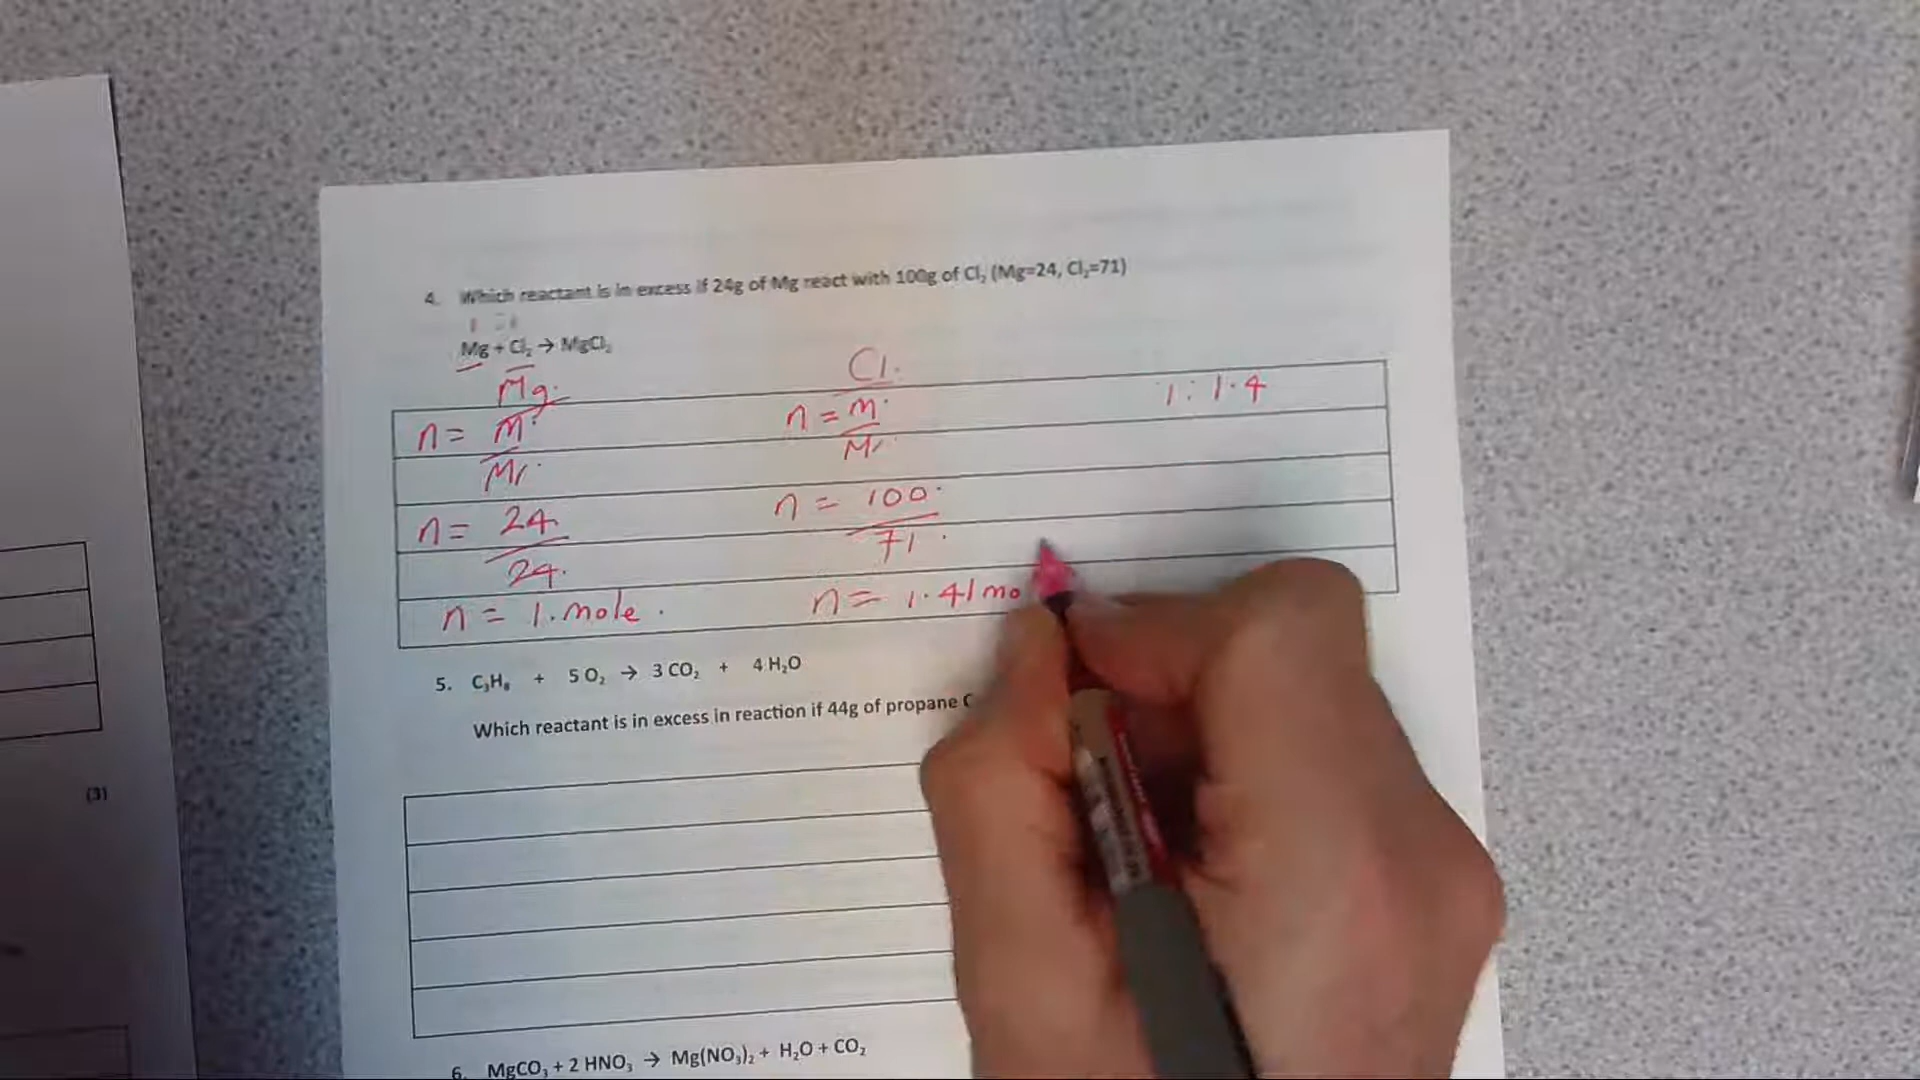 4. Which reactant is in excess if 24g of Mg react with 100g of Cl₂ (Mg=24, Cl₂=71)
Mg + Cl₂ → MgCl₂
Mg. Cl.
n = m n = m 1:1.4
Mr Mr
n = 24 n = 100
24. 71
n = 1.mole. n = 1.41mo
5. C₃H₈ + 5 O₂ → 3 CO₂ + 4 H₂O
Which reactant is in excess in reaction if 44g of propane
(3)
6. MgCO₃ + 2 HNO₃ → Mg(NO₃)₂ + H₂O + CO₂